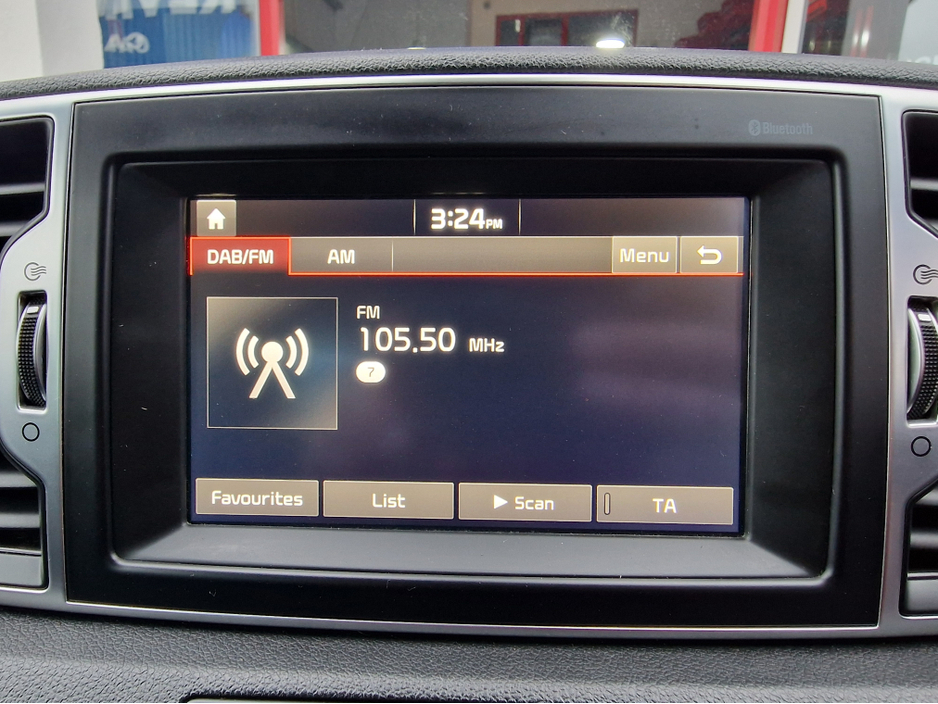 Bluetooth
3:24PM
DAB/FM AM Menu
FM
105.50 MHz
7
Favourites List Scan TA